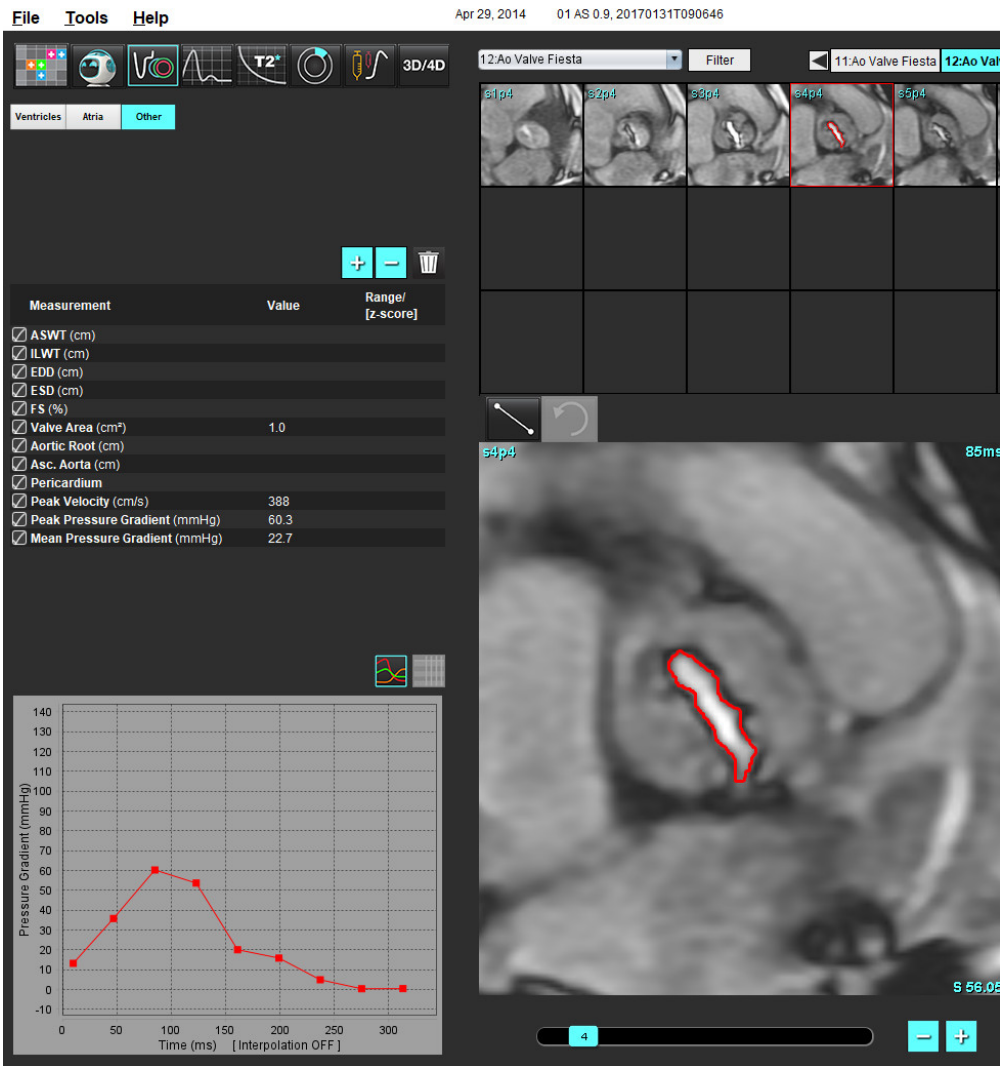 File Tools Help
Apr 29, 2014 01 AS 0.9, 20170131T090646
T2* 3D/4D
12:Ao Valve Fiesta Filter 11:Ao Valve Fiesta 12:Ao Val
Ventricles Atria Other
s1p4 s2p4 s3p4 s4p4 s5p4
+ −
Measurement Value Range/
[z-score]
ASWT (cm)
ILWT (cm)
EDD (cm)
ESD (cm)
FS (%)
Valve Area (cm²) 1.0
Aortic Root (cm)
Asc. Aorta (cm)
Pericardium
Peak Velocity (cm/s) 388
Peak Pressure Gradient (mmHg) 60.3
Mean Pressure Gradient (mmHg) 22.7
s4p4 85ms
S 56.05
4 − +
Pressure Gradient (mmHg)
140
130
120
110
100
90
80
70
60
50
40
30
20
10
0
-10
0 50 100 150 200 250 300
Time (ms) [ Interpolation OFF ]